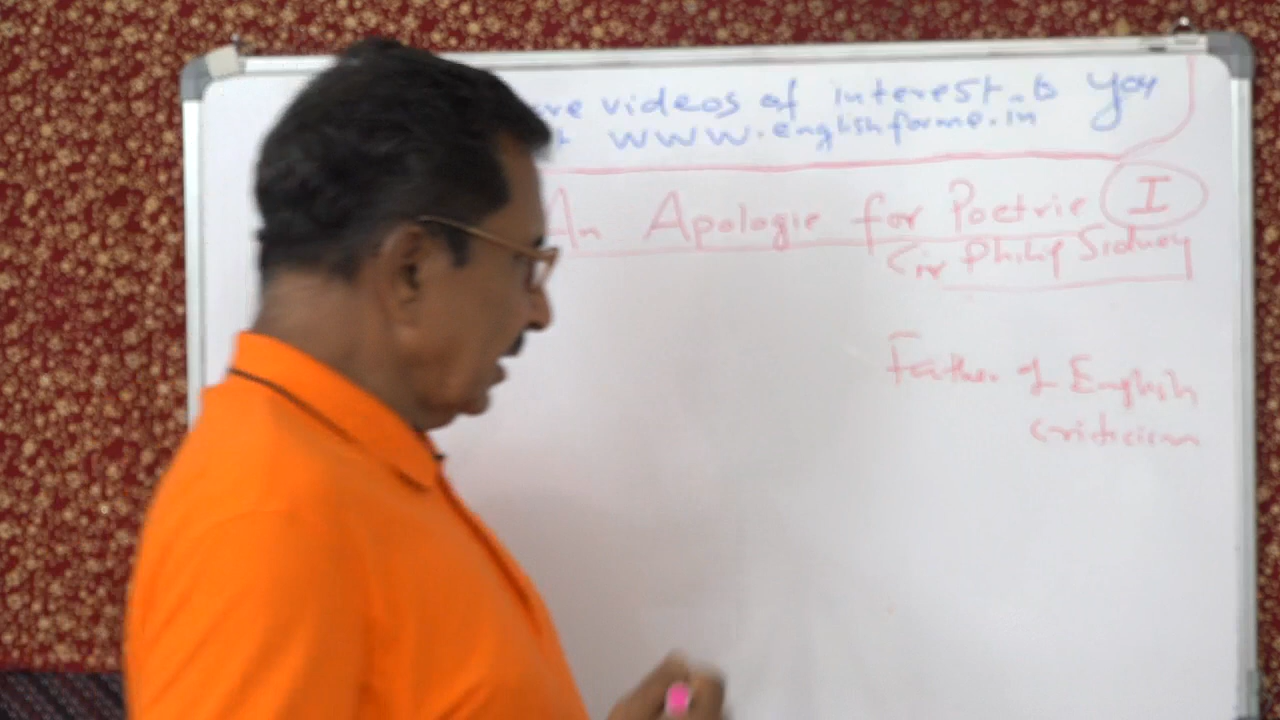 videos of interest to you
www.englishforme.in
An Apologie for Poetrie I
Sir Philip Sidney
Father of English
criticism